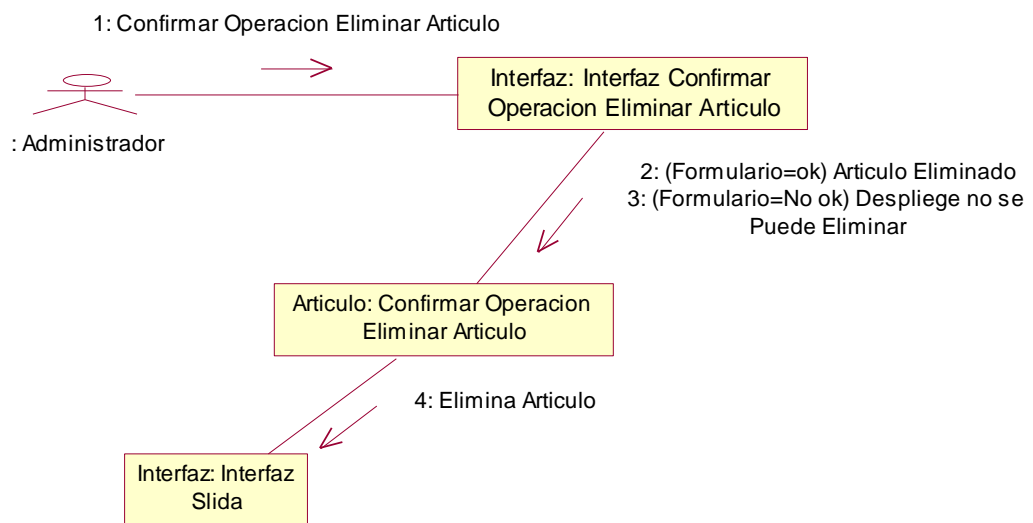 1: Confirmar Operacion Eliminar Articulo
Interfaz: Interfaz Confirmar
Operacion Eliminar Articulo
: Administrador
2: (Formulario=ok) Articulo Eliminado
3: (Formulario=No ok) Despliege no se
Puede Eliminar
Articulo: Confirmar Operacion
Eliminar Articulo
4: Elimina Articulo
Interfaz: Interfaz
Slida